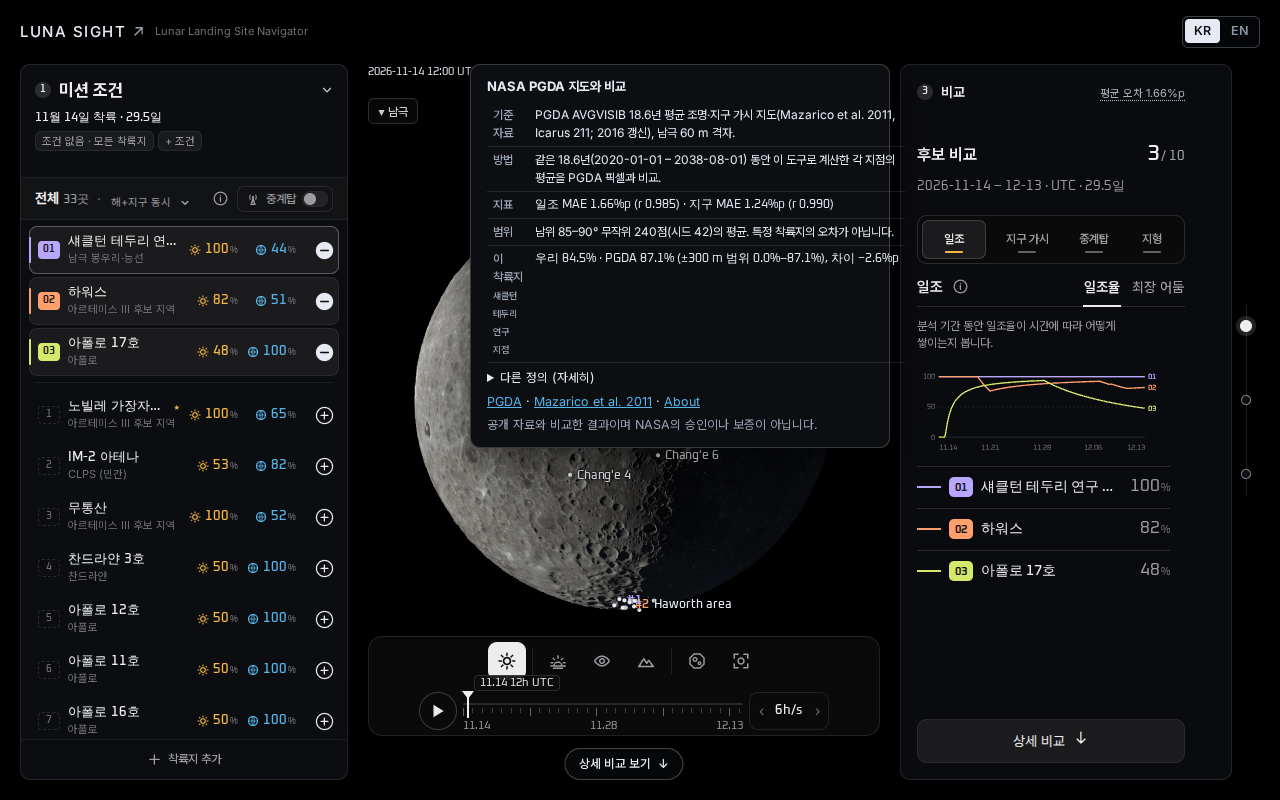 LUNA SIGHT ↗ Lunar Landing Site Navigator
KR EN
1 미션 조건
11월 14일 착륙 · 29.5일
조건 없음 · 모든 착륙지 + 조건
전체 33곳 · 해+지구 동시
중계탑
01 섀클턴 테두리 연... 100% 44%
남극 봉우리·능선
02 하워스 82% 51%
아르테미스 III 후보 지역
03 아폴로 17호 48% 100%
아폴로
1 노빌레 가장자... ★ 100% 65%
아르테미스 III 후보 지역
2 IM-2 아테나 53% 82%
CLPS (민간)
3 무통산 100% 52%
아르테미스 III 후보 지역
4 찬드라얀 3호 50% 100%
찬드라얀
5 아폴로 12호 50% 100%
아폴로
6 아폴로 11호 50% 100%
아폴로
7 아폴로 16호 50% 100%
아폴로
+ 착륙지 추가
2026-11-14 12:00 UT
▾ 남극
NASA PGDA 지도와 비교
기준 자료
PGDA AVGVISIB 18.6년 평균 조명·지구 가시 지도(Mazarico et al. 2011,
Icarus 211; 2016 갱신), 남극 60 m 격자.
방법
같은 18.6년(2020-01-01 – 2038-08-01) 동안 이 도구로 계산한 각 지점의
평균을 PGDA 픽셀과 비교.
지표
일조 MAE 1.66%p (r 0.985) · 지구 MAE 1.24%p (r 0.990)
범위
남위 85–90° 무작위 240점(시드 42)의 평균. 특정 착륙지의 오차가 아닙니다.
이
착륙지
섀클턴
테두리
연구
지점
우리 84.5% · PGDA 87.1% (±300 m 범위 0.0%–87.1%), 차이 −2.6%p
▶ 다른 정의 (자세히)
PGDA · Mazarico et al. 2011 · About
공개 자료와 비교한 결과이며 NASA의 승인이나 보증이 아닙니다.
Chang'e 6
Chang'e 4
#2 Haworth area
11.14 12h UTC
11.14 11.28 12.13
‹ 6h/s ›
상세 비교 보기 ↓
3 비교
평균 오차 1.66%p
후보 비교 3 / 10
2026-11-14 – 12-13 · UTC · 29.5일
일조 지구 가시 중계탑 지형
일조 일조율 최장 어둠
분석 기간 동안 일조율이 시간에 따라 어떻게
쌓이는지 봅니다.
100 01
02
50 03
0
11.14 11.21 11.28 12.06 12.13
01 섀클턴 테두리 연구 ... 100%
02 하워스 82%
03 아폴로 17호 48%
상세 비교 ↓